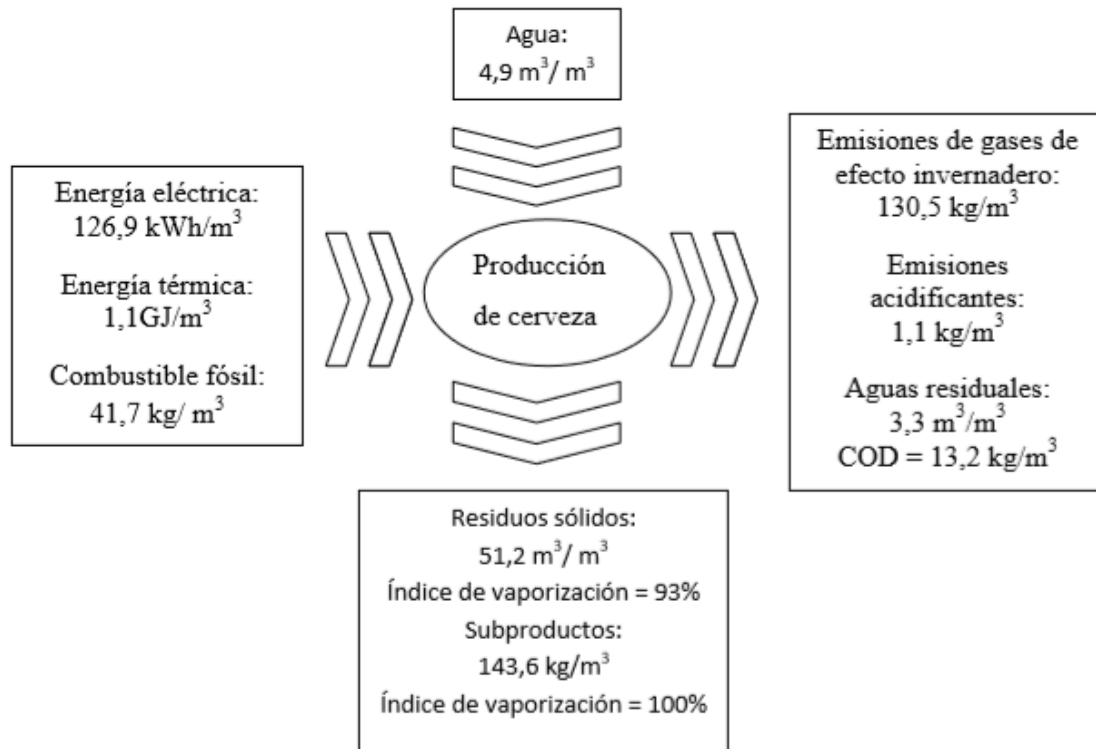 Agua:
4,9 m³/ m³
Energía eléctrica:
126,9 kWh/m³
Energía térmica:
1,1GJ/m³
Combustible fósil:
41,7 kg/ m³
Producción
de cerveza
Emisiones de gases de
efecto invernadero:
130,5 kg/m³
Emisiones
acidificantes:
1,1 kg/m³
Aguas residuales:
3,3 m³/m³
COD = 13,2 kg/m³
Residuos sólidos:
51,2 m³/ m³
Índice de vaporización = 93%
Subproductos:
143,6 kg/m³
Índice de vaporización = 100%